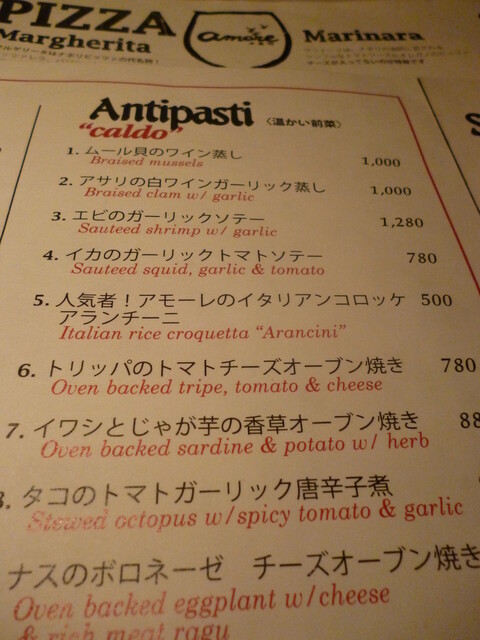 PIZZA
Margherita
amore
Marinara
Antipasti
"caldo"
〈温かい前菜〉
1. ムール貝のワイン蒸し 1,000
Braised mussels
2. アサリの白ワインガーリック蒸し 1,000
Braised clam w/ garlic
3. エビのガーリックソテー 1,280
Sauteed shrimp w/ garlic
4. イカのガーリックトマトソテー 780
Sauteed squid, garlic & tomato
5. 人気者！アモーレのイタリアンコロッケ 500
アランチーニ
Italian rice croquetta "Arancini"
6. トリッパのトマトチーズオーブン焼き 780
Oven backed tripe, tomato & cheese
7. イワシとじゃが芋の香草オーブン焼き 88
Oven backed sardine & potato w/ herb
8. タコのトマトガーリック唐辛子煮
Stewed octopus w/spicy tomato & garlic
ナスのボロネーゼ チーズオーブン焼き
Oven backed eggplant w/cheese
& rich meat ragu